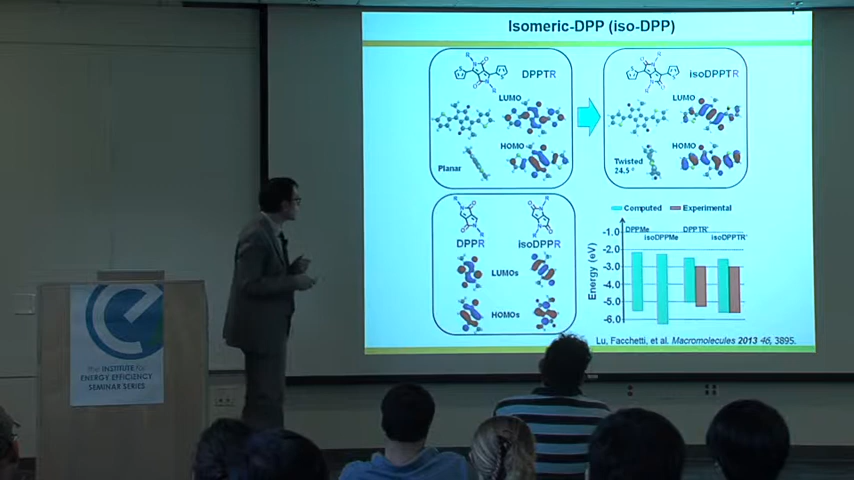 Isomeric-DPP (iso-DPP)
R
DPPTR
R
LUMO
HOMO
Planar
R
isoDPPTR
R
LUMO
HOMO
Twisted
24.5°
R
R
DPPR
isoDPPR
LUMOs
HOMOs
Computed
Experimental
Energy (eV)
-1.0
-2.0
-3.0
-4.0
-5.0
-6.0
DPPMe
isoDPPMe
DPPTR'
isoDPPTR'
Lu, Facchetti, et al. Macromolecules 2013 46, 3895.
The INSTITUTE for
ENERGY EFFICIENCY
SEMINAR SERIES